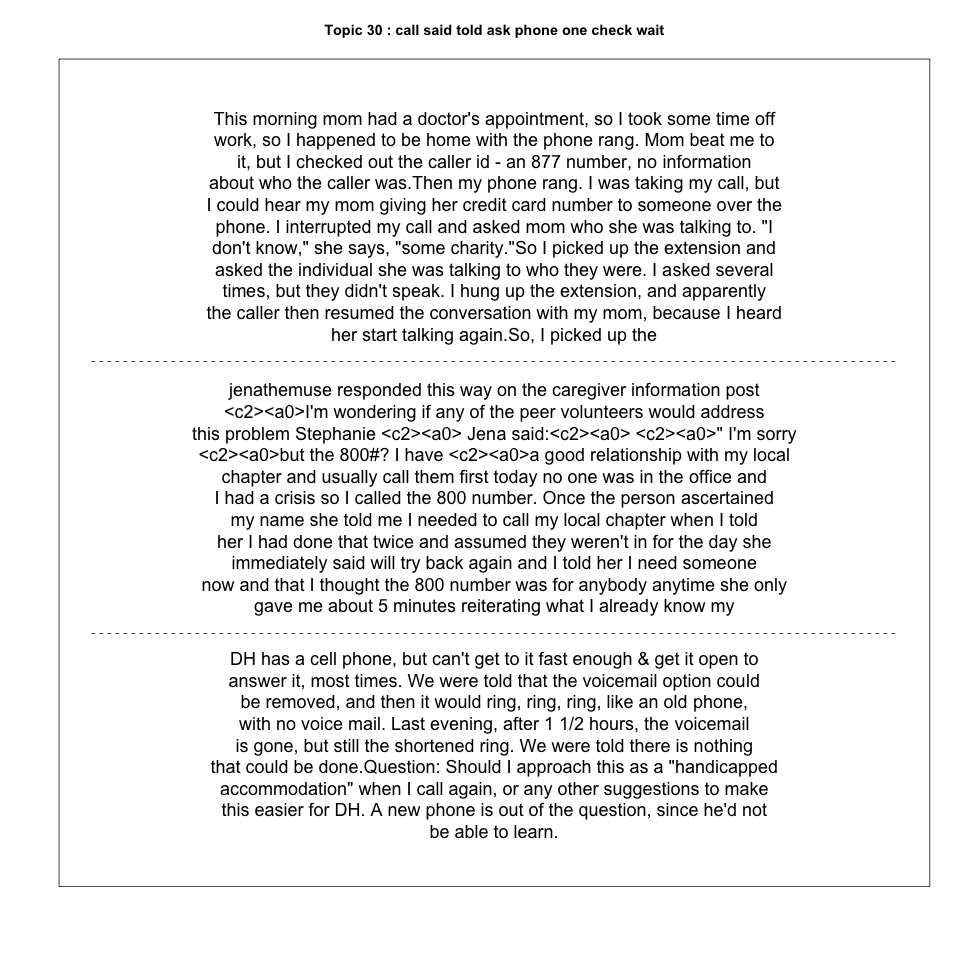 Topic 30 : call said told ask phone one check wait
This morning mom had a doctor's appointment, so I took some time off
work, so I happened to be home with the phone rang. Mom beat me to
it, but I checked out the caller id - an 877 number, no information
about who the caller was.Then my phone rang. I was taking my call, but
I could hear my mom giving her credit card number to someone over the
phone. I interrupted my call and asked mom who she was talking to. "I
don't know," she says, "some charity."So I picked up the extension and
asked the individual she was talking to who they were. I asked several
times, but they didn't speak. I hung up the extension, and apparently
the caller then resumed the conversation with my mom, because I heard
her start talking again.So, I picked up the
jenathemuse responded this way on the caregiver information post
<c2><a0>I'm wondering if any of the peer volunteers would address
this problem Stephanie <c2><a0> Jena said:<c2><a0> <c2><a0>" I'm sorry
<c2><a0>but the 800#? I have <c2><a0>a good relationship with my local
chapter and usually call them first today no one was in the office and
I had a crisis so I called the 800 number. Once the person ascertained
my name she told me I needed to call my local chapter when I told
her I had done that twice and assumed they weren't in for the day she
immediately said will try back again and I told her I need someone
now and that I thought the 800 number was for anybody anytime she only
gave me about 5 minutes reiterating what I already know my
DH has a cell phone, but can't get to it fast enough & get it open to
answer it, most times. We were told that the voicemail option could
be removed, and then it would ring, ring, ring, like an old phone,
with no voice mail. Last evening, after 1 1/2 hours, the voicemail
is gone, but still the shortened ring. We were told there is nothing
that could be done.Question: Should I approach this as a "handicapped
accommodation" when I call again, or any other suggestions to make
this easier for DH. A new phone is out of the question, since he'd not
be able to learn.